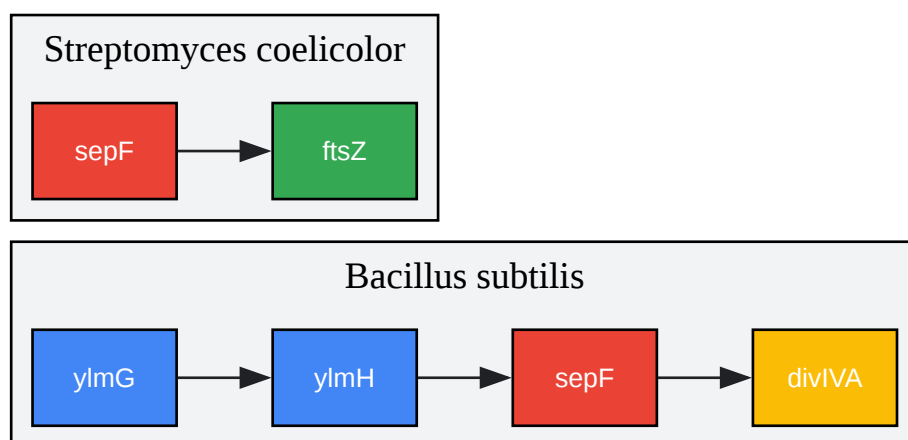 Streptomyces coelicolor
sepF ftsZ
Bacillus subtilis
ylmG ylmH sepF divIVA